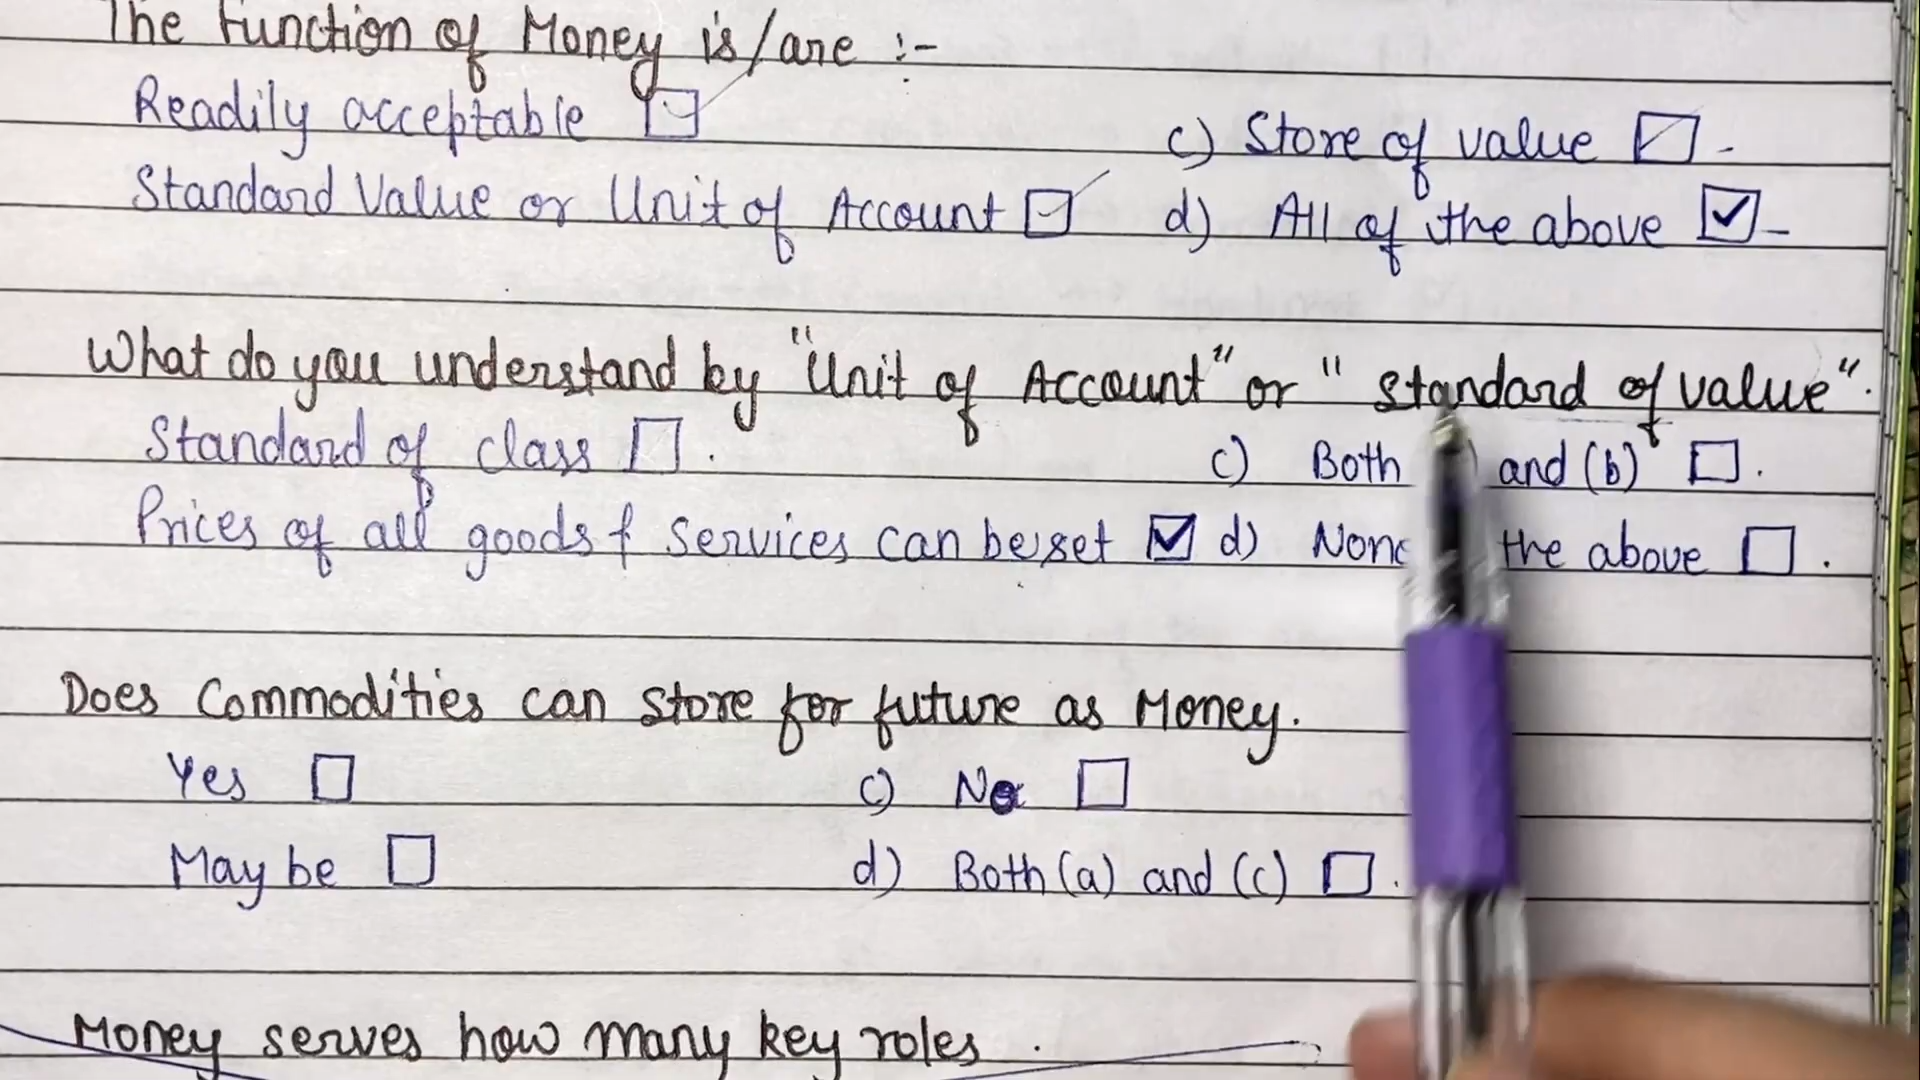 The Function of Money is/are :-
Readily acceptable
c) Store of value
Standard Value or Unit of Account
d) All of the above
What do you understand by "Unit of Account" or "Standard of value".
Standard of class
c) Both and (b)
Prices of all goods & Services can be set
d) the above
Does Commodities can store for future as Money.
Yes
c) No
May be
d) Both (a) and (c)
Money serves how many key roles.